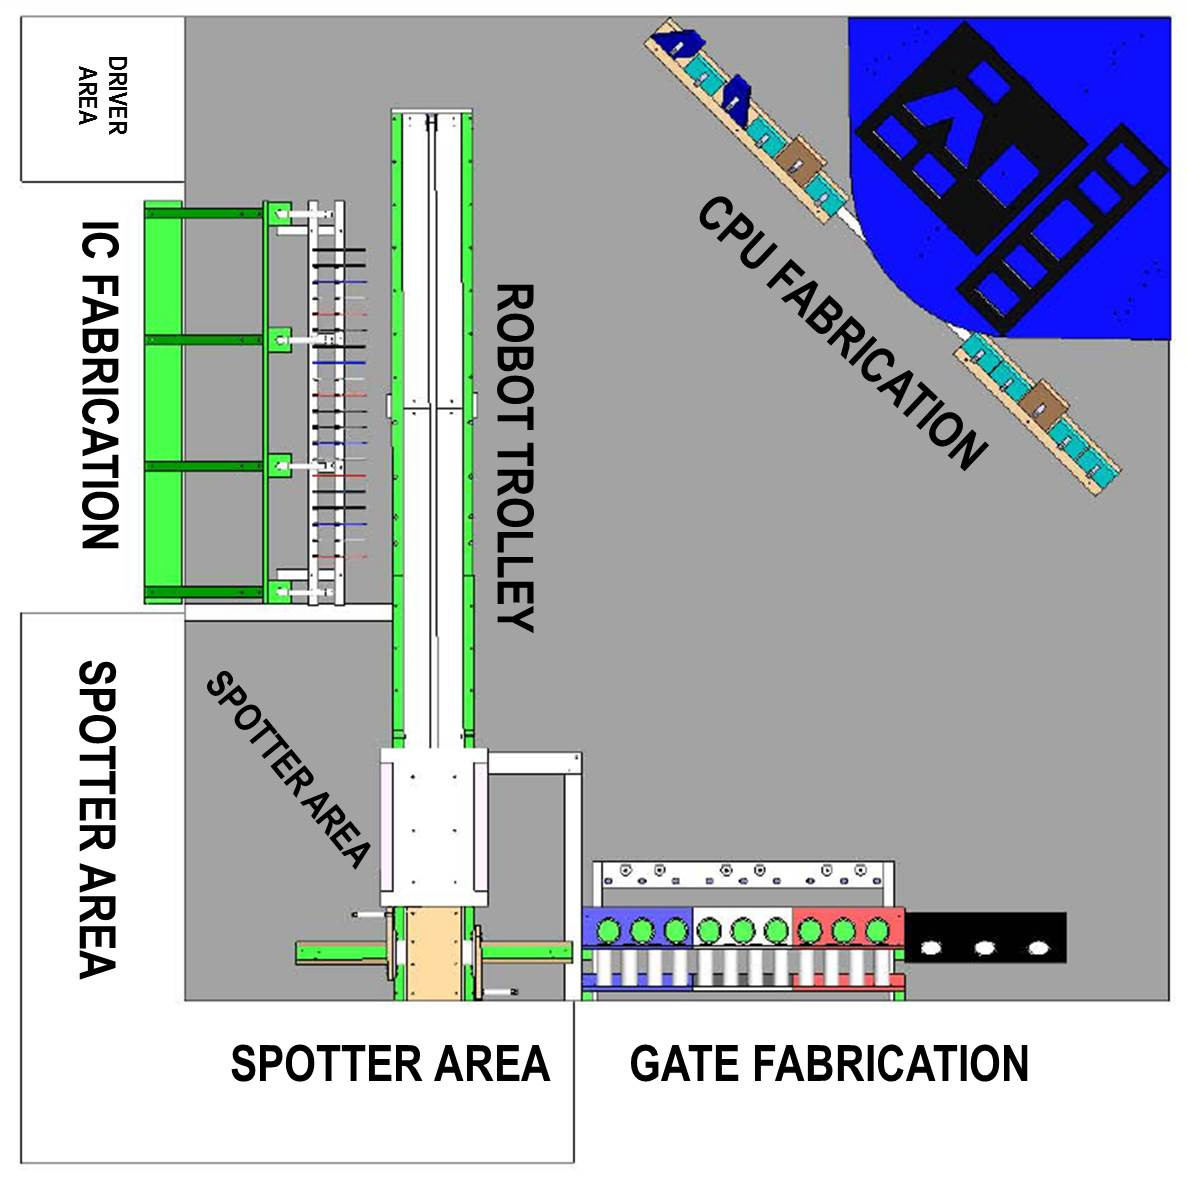 DRIVER
AREA
IC FABRICATION
ROBOT TROLLEY
CPU FABRICATION
SPOTTER AREA
SPOTTER AREA
SPOTTER AREA
GATE FABRICATION